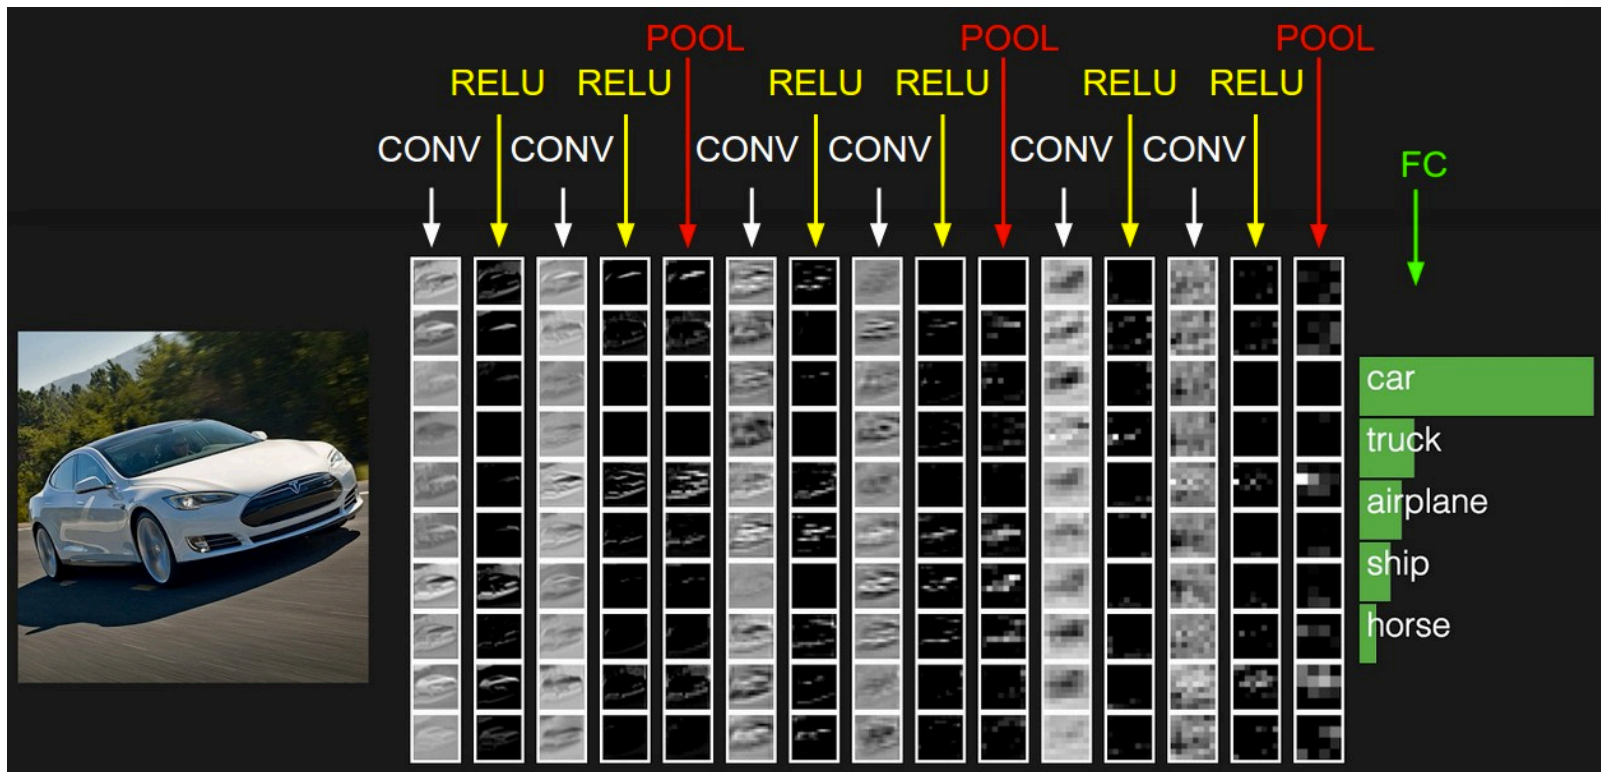 POOL POOL POOL
RELU RELU RELU RELU RELU RELU
CONV CONV CONV CONV CONV CONV
FC
car
truck
airplane
ship
horse